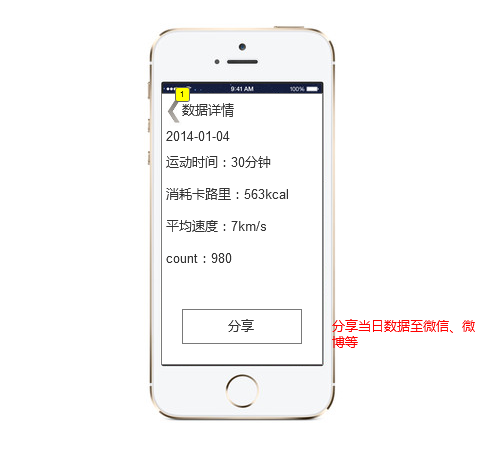 9:41 AM 100%
1
数据详情
2014-01-04
运动时间：30分钟
消耗卡路里：563kcal
平均速度：7km/s
count：980
分享
分享当日数据至微信、微
博等